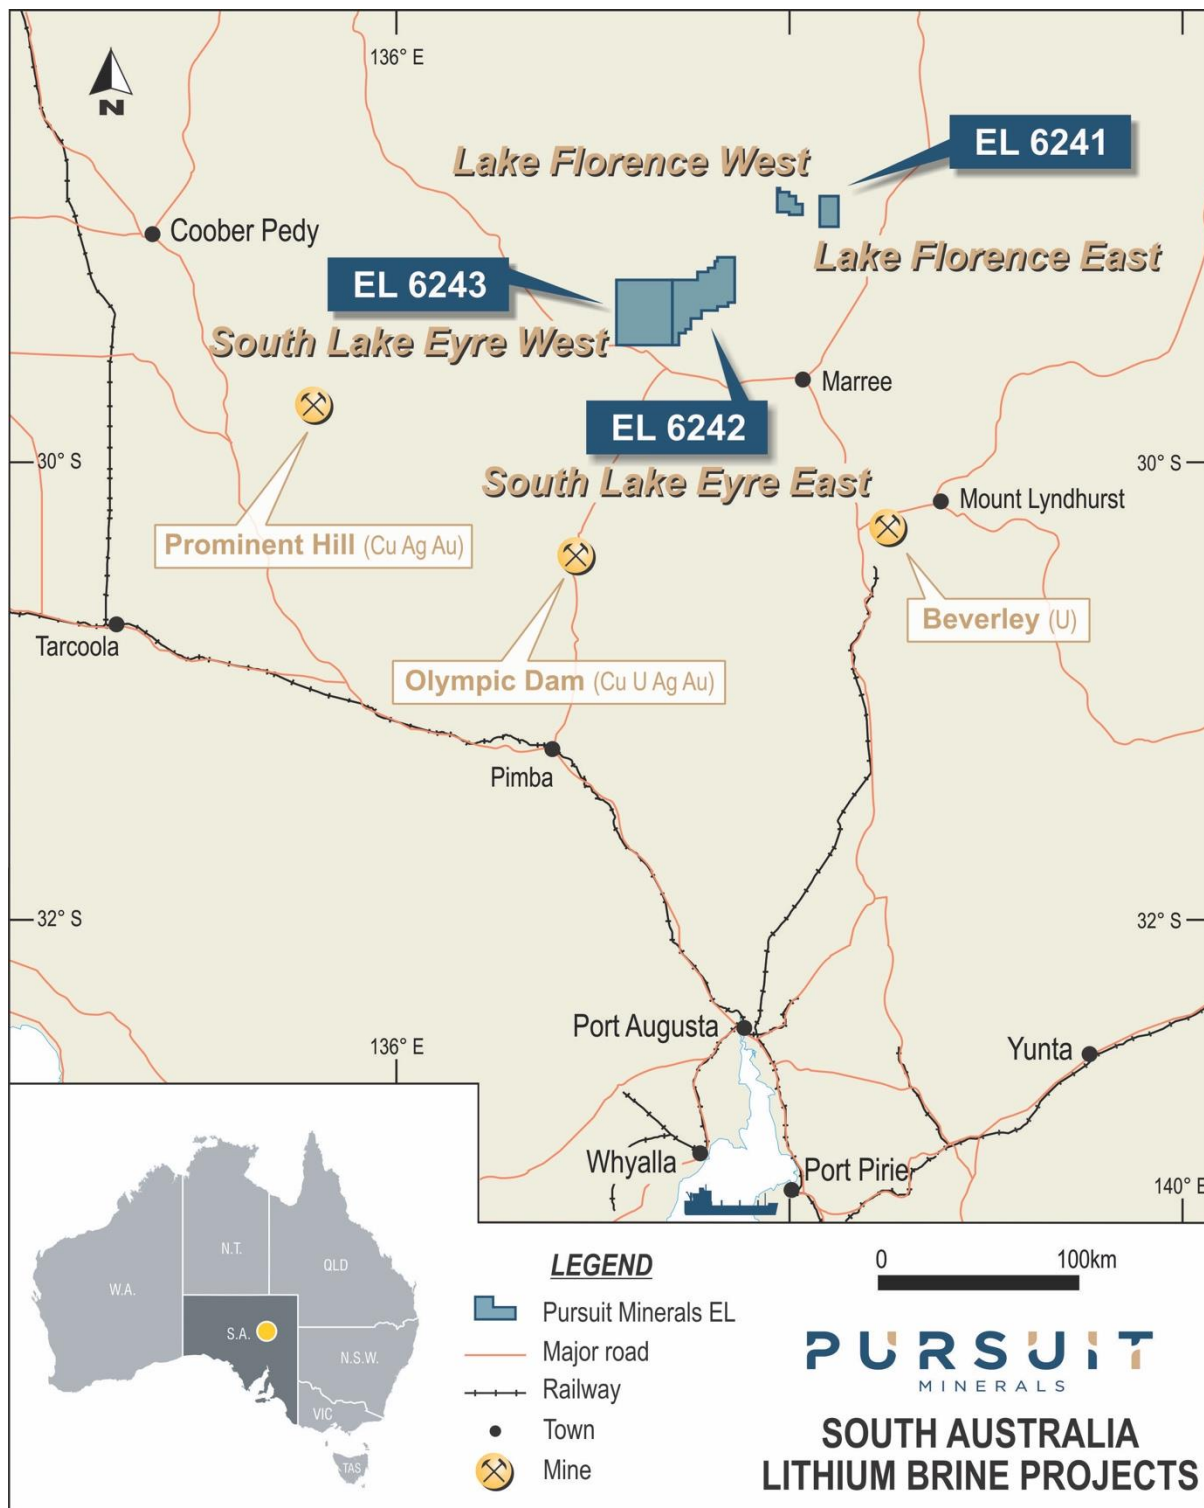 136° E
N
EL 6241
Lake Florence West
Coober Pedy
Lake Florence East
EL 6243
South Lake Eyre West
Marree
EL 6242
30° S
30° S
South Lake Eyre East
Mount Lyndhurst
Prominent Hill (Cu Ag Au)
Beverley (U)
Tarcoola
Olympic Dam (Cu U Ag Au)
Pimba
32° S
32° S
Port Augusta
136° E
Yunta
Whyalla
Port Pirie
140° E
W.A.
N.T.
QLD
S.A.
N.S.W.
VIC
TAS
LEGEND
Pursuit Minerals EL
Major road
Railway
Town
Mine
0 100km
PURSUIT
MINERALS
SOUTH AUSTRALIA
LITHIUM BRINE PROJECTS